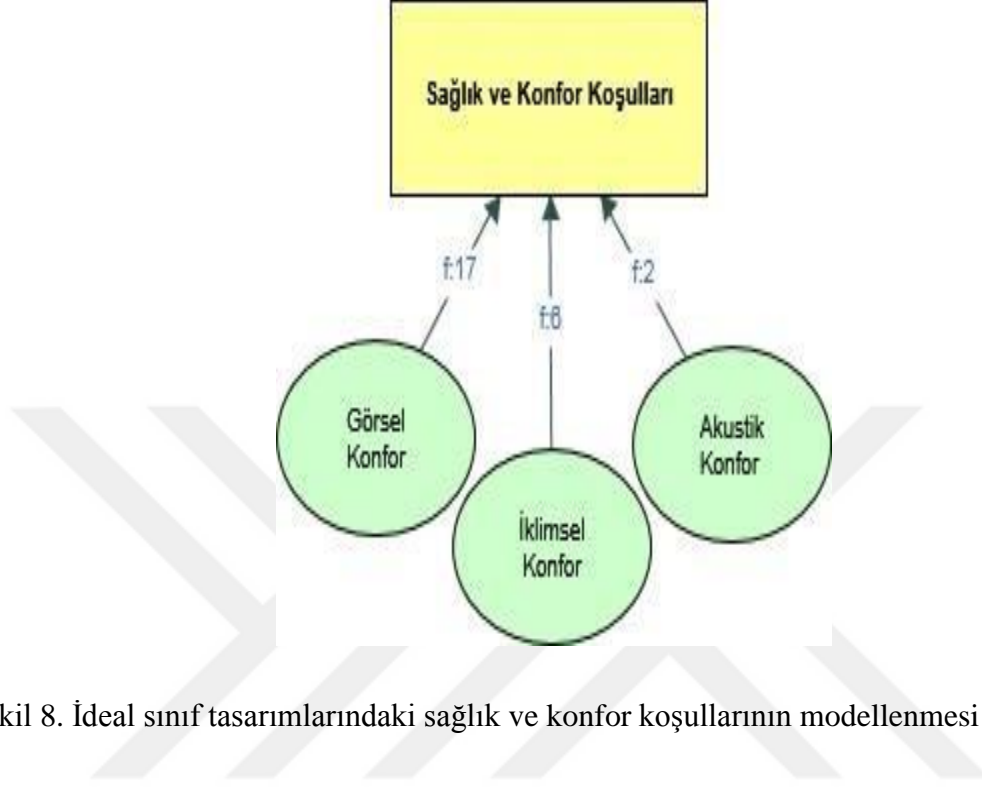 Sağlık ve Konfor Koşulları
f:17
f:2
f:6
Görsel
Konfor
Akustik
Konfor
İklimsel
Konfor
kil 8. İdeal sınıf tasarımlarındaki sağlık ve konfor koşullarının modellenmesi